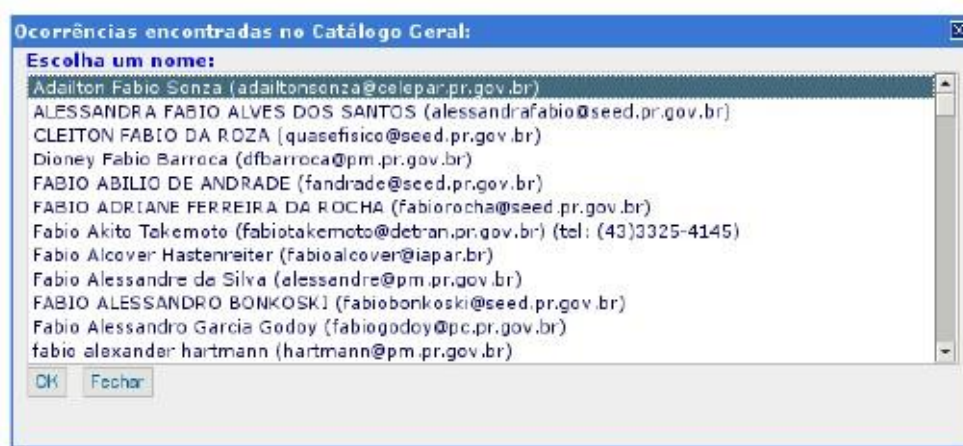 Ocorrências encontradas no Catálogo Geral:
Escolha um nome:
Adailton Fabio Sonza (adailtonsonza@celepar.pr.gov.br)
ALESSANDRA FABIO ALVES DOS SANTOS (alessandrafabio@seed.pr.gov.br)
CLEITON FABIO DA ROZA (quasefisico@seed.pr.gov.br)
Dioney Fabio Barroca (dfbarroca@pm.pr.gov.br)
FABIO ABILIO DE ANDRADE (fandrade@seed.pr.gov.br)
FABIO ADRIANE FERREIRA DA ROCHA (fabiorocha@seed.pr.gov.br)
Fabio Akito Takemoto (fabiotakemoto@detran.pr.gov.br) (tel: (43)3325-4145)
Fabio Alcover Hastenreiter (fabioalcover@iapar.br)
Fabio Alessandre da Silva (alessandre@pm.pr.gov.br)
FABIO ALESSANDRO BONKOSKI (fabiobonkoski@seed.pr.gov.br)
Fabio Alessandro Garcia Godoy (fabiogodoy@pc.pr.gov.br)
fabio alexander hartmann (hartmann@pm.pr.gov.br)
OK Fechar